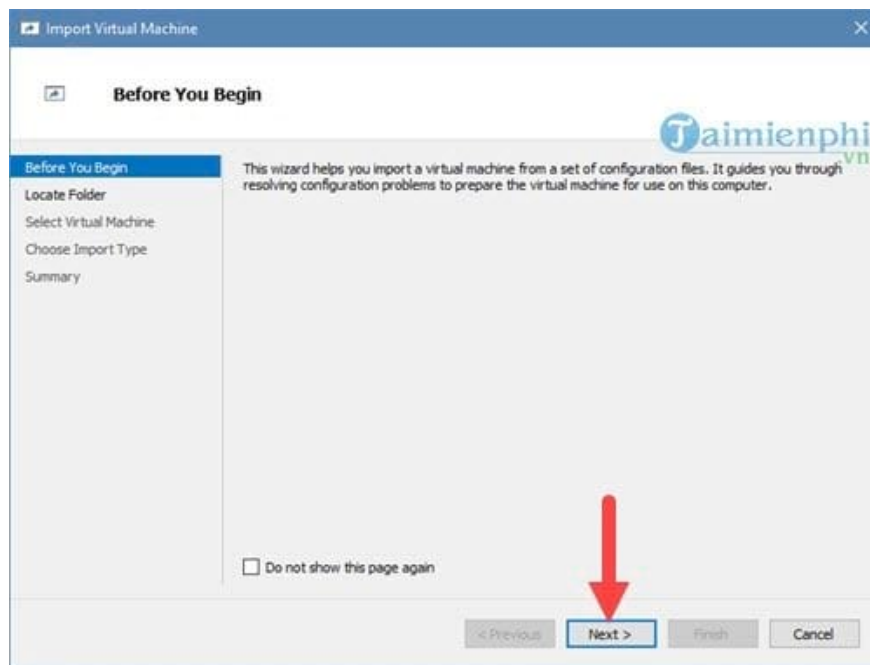 Import Virtual Machine
Before You Begin
Taimienphi
.vn
Before You Begin
Locate Folder
Select Virtual Machine
Choose Import Type
Summary
This wizard helps you import a virtual machine from a set of configuration files. It guides you through
resolving configuration problems to prepare the virtual machine for use on this computer.
Do not show this page again
< Previous
Next >
Finish
Cancel